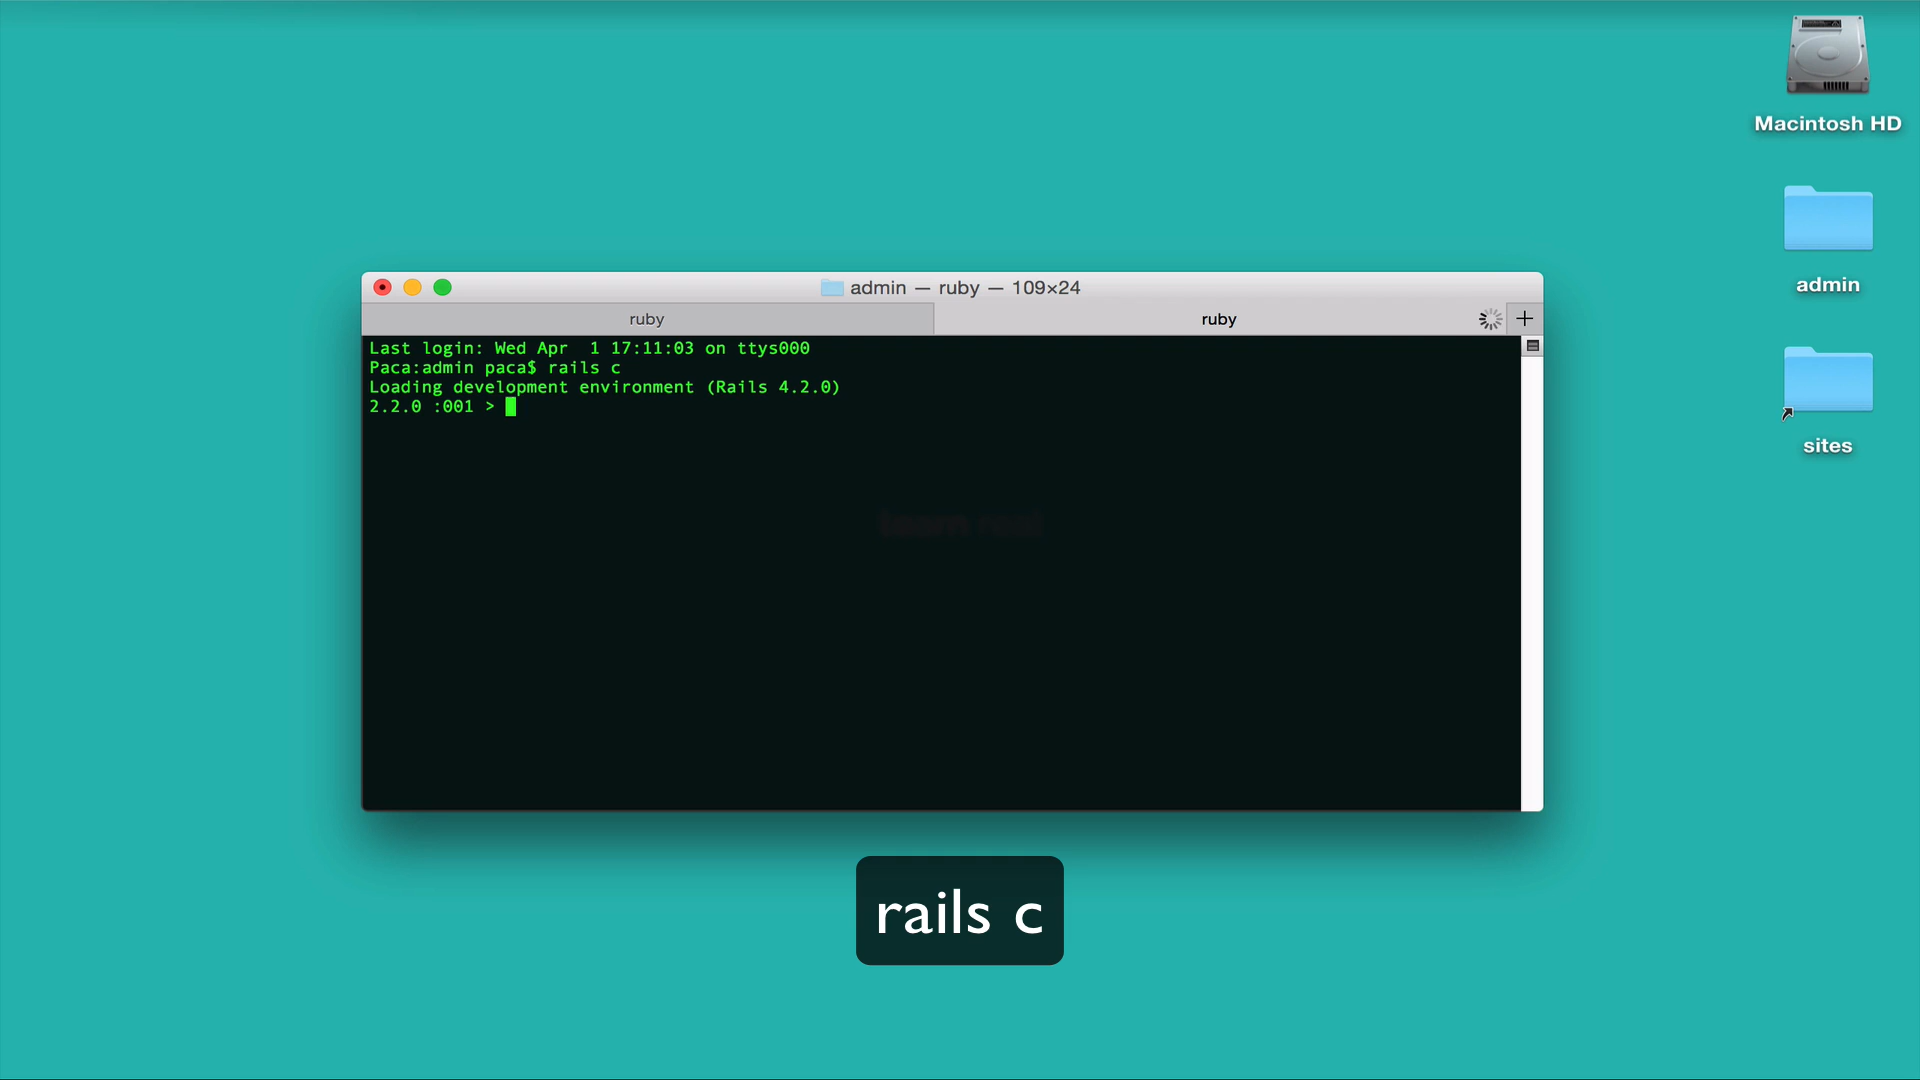 Macintosh HD
admin
sites
admin — ruby — 109×24
ruby
ruby
Last login: Wed Apr  1 17:11:03 on ttys000
Paca:admin paca$ rails c
Loading development environment (Rails 4.2.0)
2.2.0 :001 >
rails c